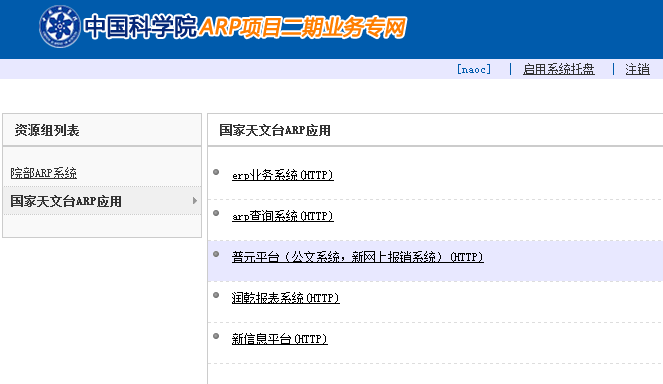 中国科学院ARP项目二期业务专网
[naoc] | 启用系统托盘 | 注销
资源组列表
院部ARP系统
国家天文台ARP应用
国家天文台ARP应用
erp业务系统(HTTP)
arp查询系统(HTTP)
普元平台（公文系统，新网上报销系统）(HTTP)
润乾报表系统(HTTP)
新信息平台(HTTP)